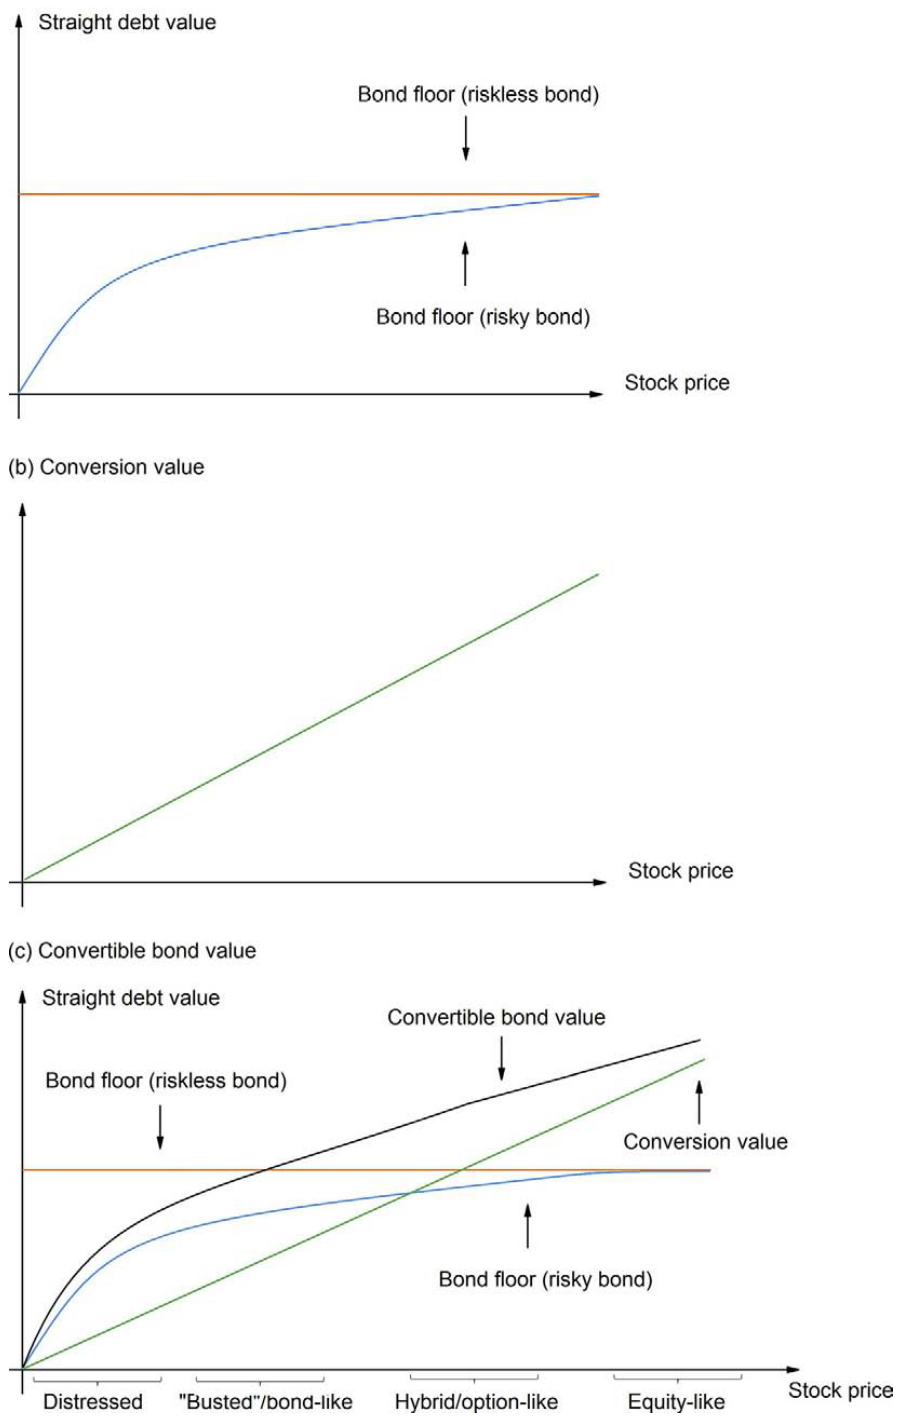 Straight debt value
Bond floor (riskless bond)
Bond floor (risky bond)
Stock price
(b) Conversion value
Stock price
(c) Convertible bond value
Straight debt value
Convertible bond value
Bond floor (riskless bond)
Conversion value
Bond floor (risky bond)
Stock price
Distressed "Busted"/bond-like Hybrid/option-like Equity-like